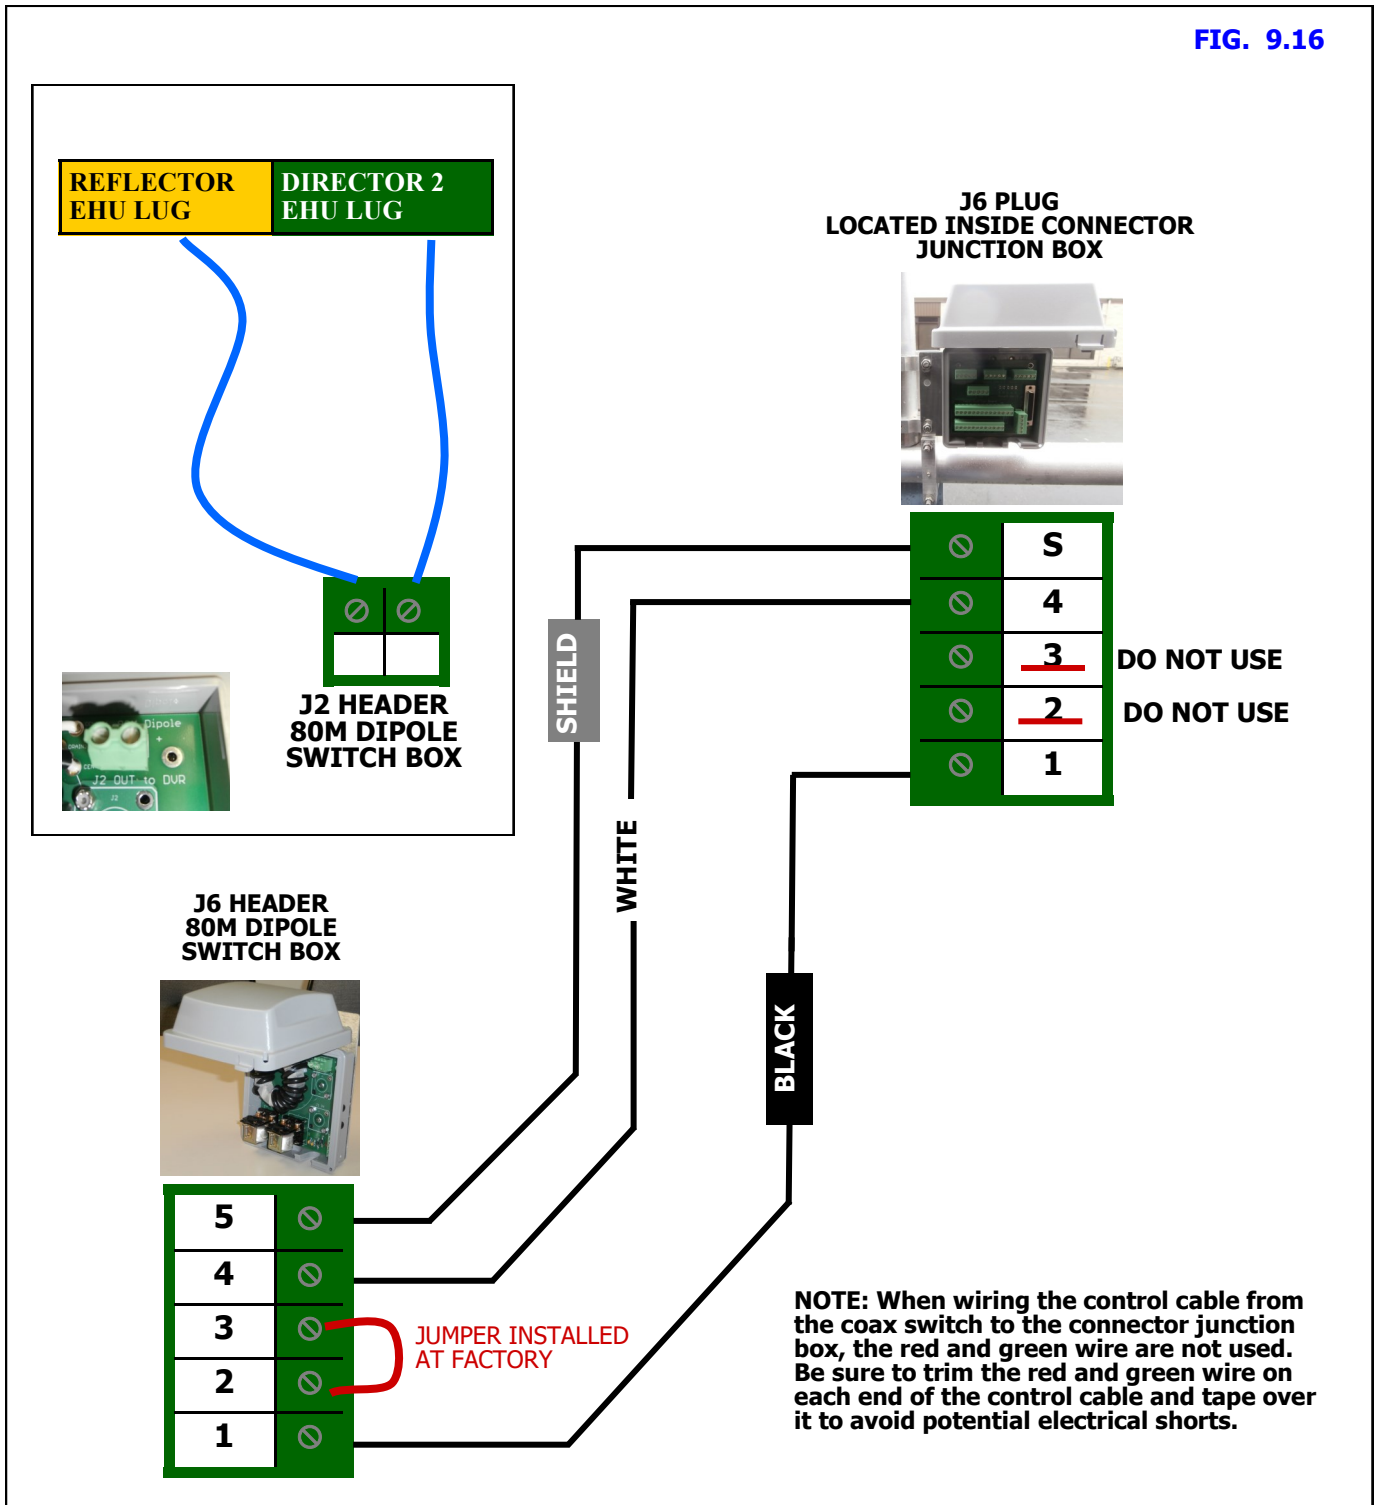 FIG. 9.16
REFLECTOR
EHU LUG
DIRECTOR 2
EHU LUG
J2 HEADER
80M DIPOLE
SWITCH BOX
Dipole
+
J2 OUT to DVR
J2
J6 PLUG
LOCATED INSIDE CONNECTOR
JUNCTION BOX
S
4
3
DO NOT USE
2
DO NOT USE
1
SHIELD
WHITE
BLACK
J6 HEADER
80M DIPOLE
SWITCH BOX
5
4
3
2
1
JUMPER INSTALLED
AT FACTORY
NOTE: When wiring the control cable from
the coax switch to the connector junction
box, the red and green wire are not used.
Be sure to trim the red and green wire on
each end of the control cable and tape over
it to avoid potential electrical shorts.